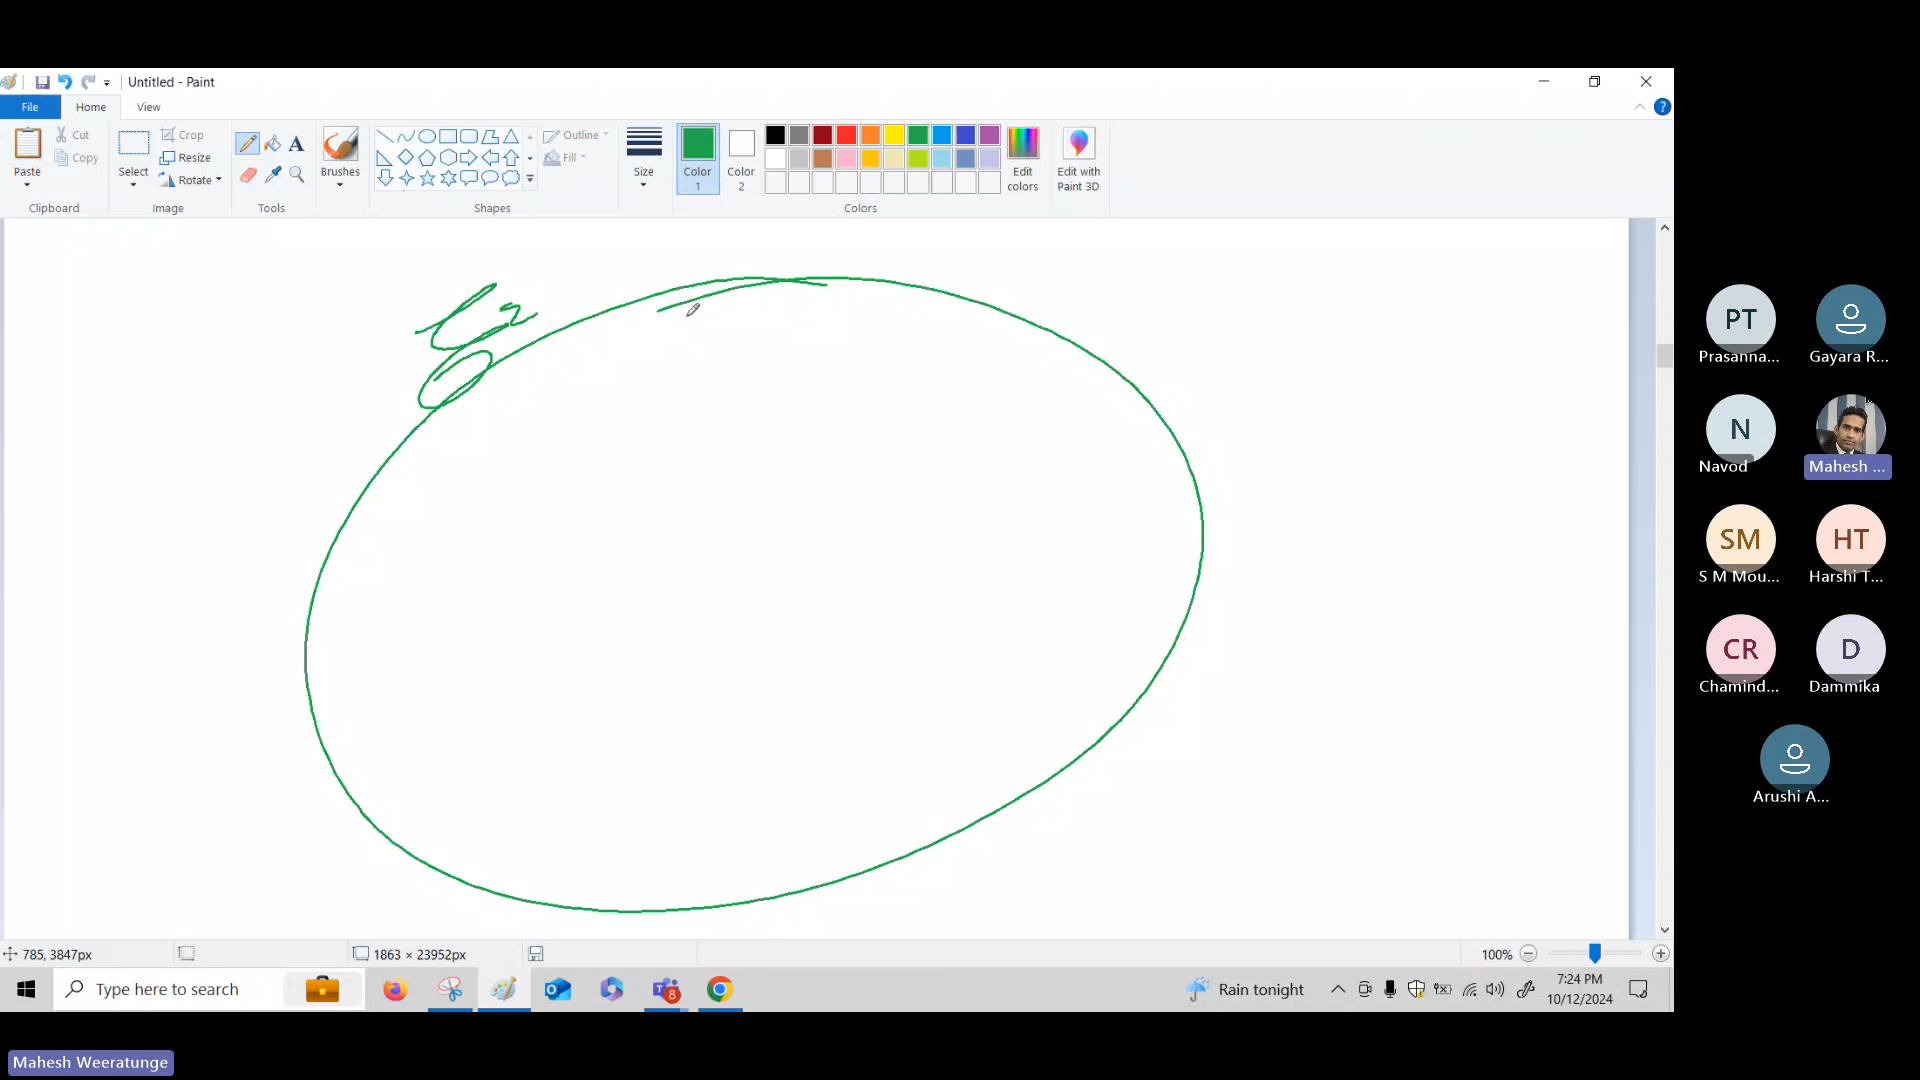 Untitled - Paint
File
Home
View
Paste
Cut
Copy
Clipboard
Select
Crop
Resize
Rotate
Image
A
Tools
Brushes
Shapes
Outline
Fill
Size
Color
1
Color
2
Edit
colors
Colors
Edit with
Paint 3D
?
PT
Prasanna...
Gayara R...
N
Navod
Mahesh ...
SM
S M Mou...
HT
Harshi T...
CR
Chamind...
D
Dammika
Arushi A...
785, 3847px
1863 × 23952px
100%
Type here to search
8
Rain tonight
7:24 PM
10/12/2024
Mahesh Weeratunge